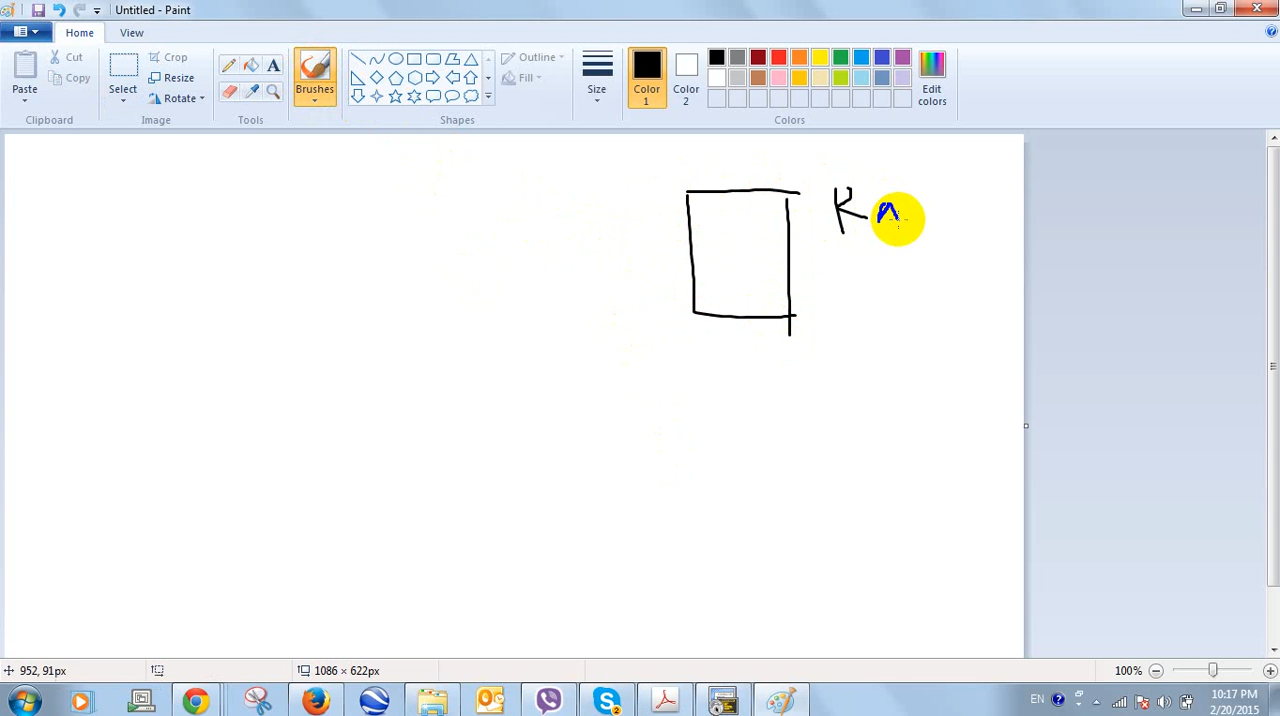 Untitled - Paint
Home
View
Paste
Cut
Copy
Clipboard
Select
Crop
Resize
Rotate
Image
A
Tools
Brushes
Outline
Fill
Shapes
Size
Color
1
Color
2
Edit
colors
Colors
R
952, 91px
1086 × 622px
100%
EN
10:17 PM
2/20/2015